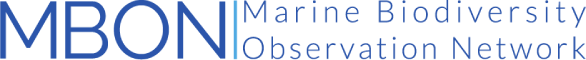 MBON
Marine Biodiversity
Observation Network